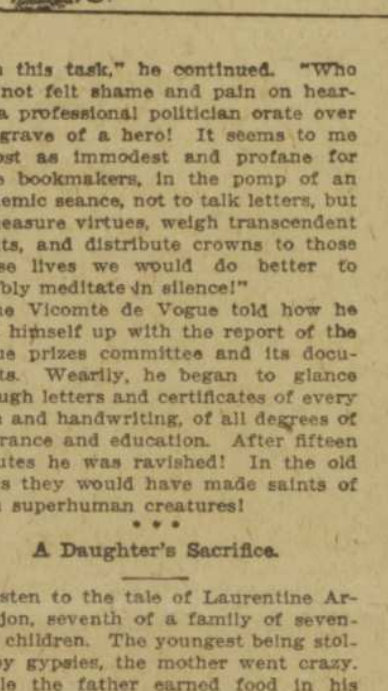 this task," he continued. "Who
not felt shame and pain on hear-
a professional politician orate over
grave of a hero! It seems to me
ost as immodest and profane for
bookmakers, in the pomp of an
emic seance, not to talk letters, but
easure virtues, weigh transcendent
ts, and distribute crowns to those
se lives we would do better to
bly meditate in silence!"
e Vicomte de Vogue told how he
himself up with the report of the
ue prizes committee and its docu-
ts. Wearily, he began to glance
ugh letters and certificates of every
and handwriting, of all degrees of
rance and education. After fifteen
utes he was ravished! In the old
s they would have made saints of
superhuman creatures!
* * *
A Daughter's Sacrifice.
sten to the tale of Laurentine Ar-
jon, seventh of a family of seven-
children. The youngest being stol-
by gypsies, the mother went crazy.
le the father earned food in his